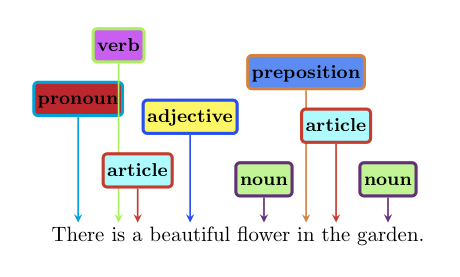 verb
preposition
pronoun
adjective
article
article
noun
noun
There is a beautiful flower in the garden.